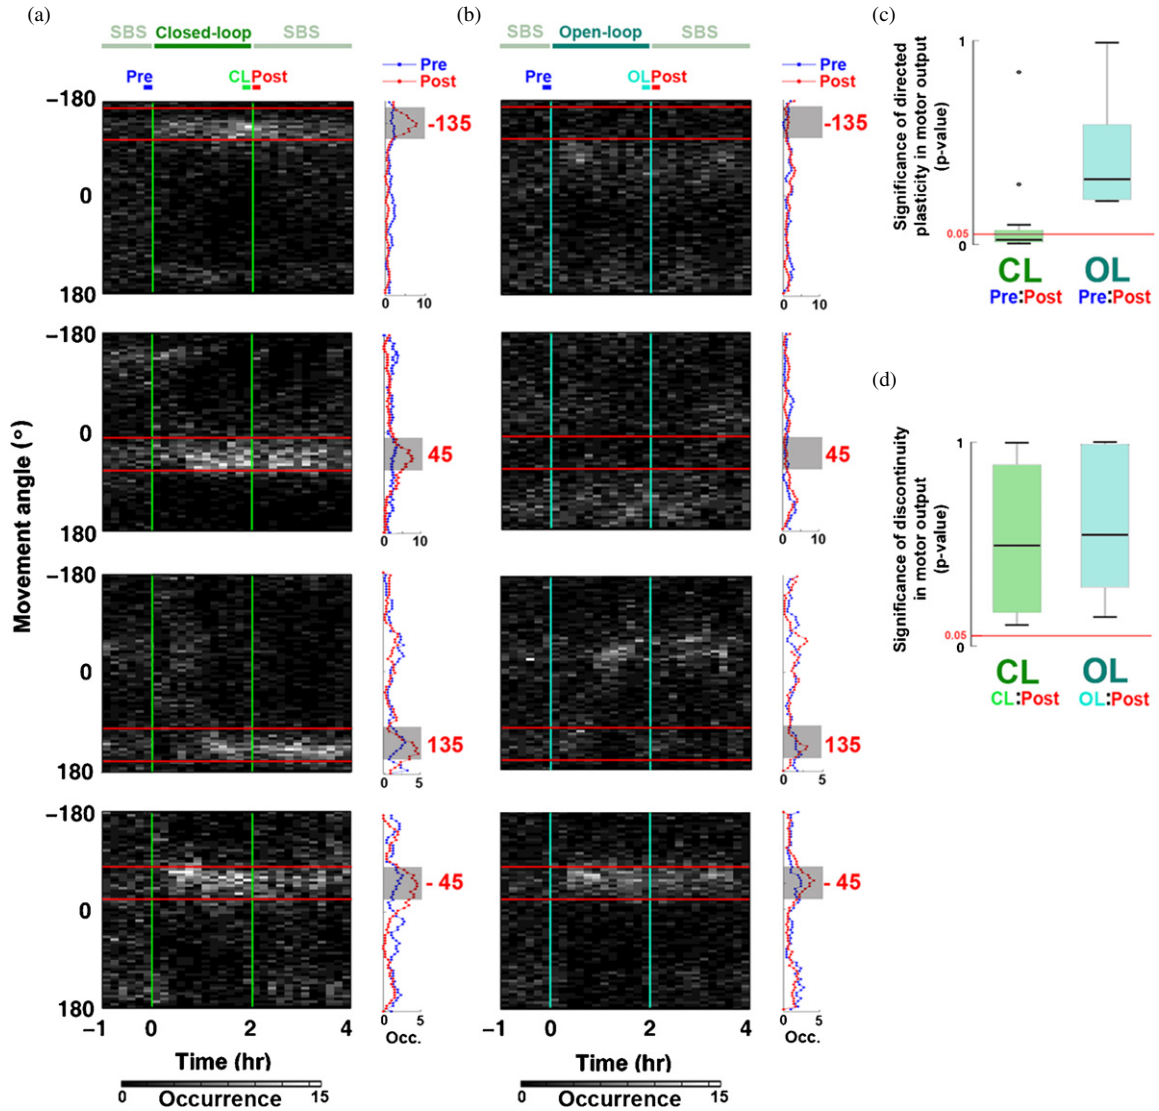 (a)
SBS Closed-loop SBS
Pre CL Post
Pre
Post
−180
0
180
-135
0 10
−180
0
180
45
0 10
−180
0
180
135
0 5
−180
0
180
- 45
0 5
Occ.
Movement angle (°)
−1 0 2 4
Time (hr)
0 Occurrence 15
(b)
SBS Open-loop SBS
Pre OL Post
Pre
Post
-135
0 10
45
0 10
135
0 5
- 45
0 5
Occ.
−1 0 2 4
Time (hr)
0 Occurrence 15
(c)
Significance of directed
plasticity in motor output
(p-value)
1
0.05
0
CL OL
Pre:Post Pre:Post
(d)
Significance of discontinuity
in motor output
(p-value)
1
0.05
0
CL OL
CL:Post OL:Post